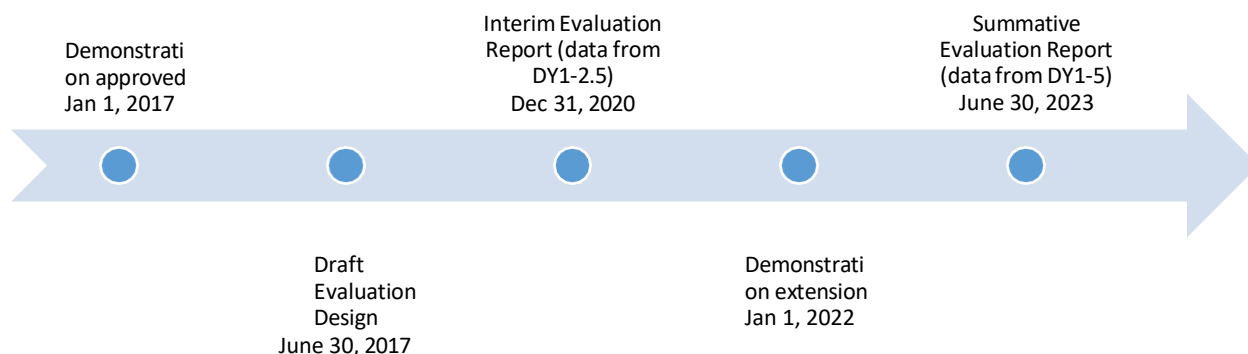 Demonstrati
on approved
Jan 1, 2017
Interim Evaluation
Report (data from
DY1-2.5)
Dec 31, 2020
Summative
Evaluation Report
(data from DY1-5)
June 30, 2023
Draft
Evaluation
Design
June 30, 2017
Demonstrati
on extension
Jan 1, 2022